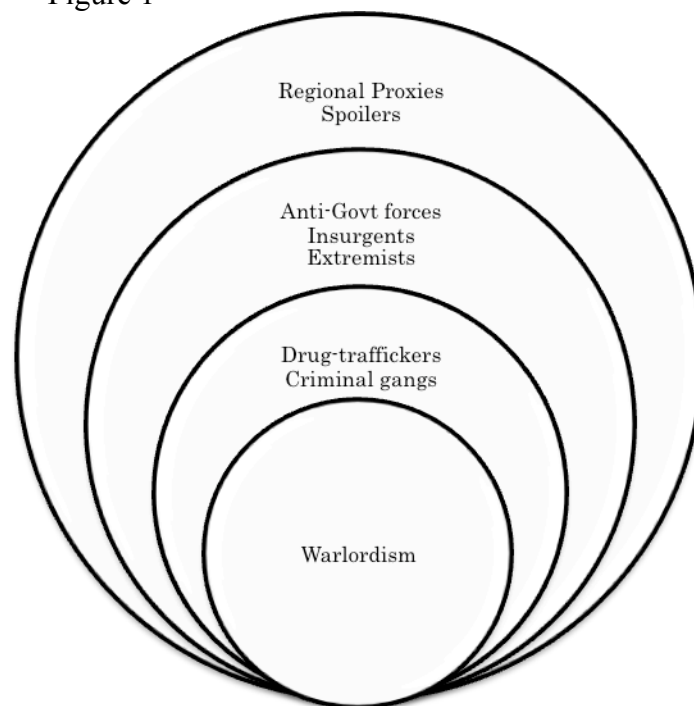 Figure 1
Regional Proxies
Spoilers
Anti-Govt forces
Insurgents
Extremists
Drug-traffickers
Criminal gangs
Warlordism